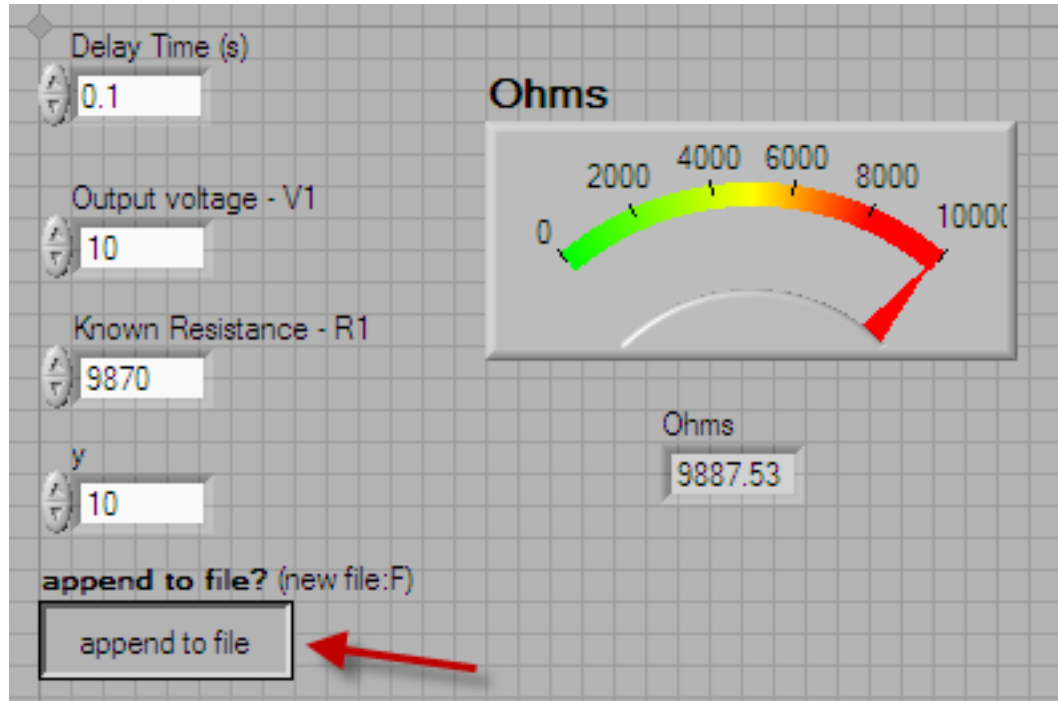 Delay Time (s)
0.1
Output voltage - V1
10
Known Resistance - R1
9870
y
10
append to file? (new file:F)
append to file
Ohms
0
2000
4000
6000
8000
10000
Ohms
9887.53